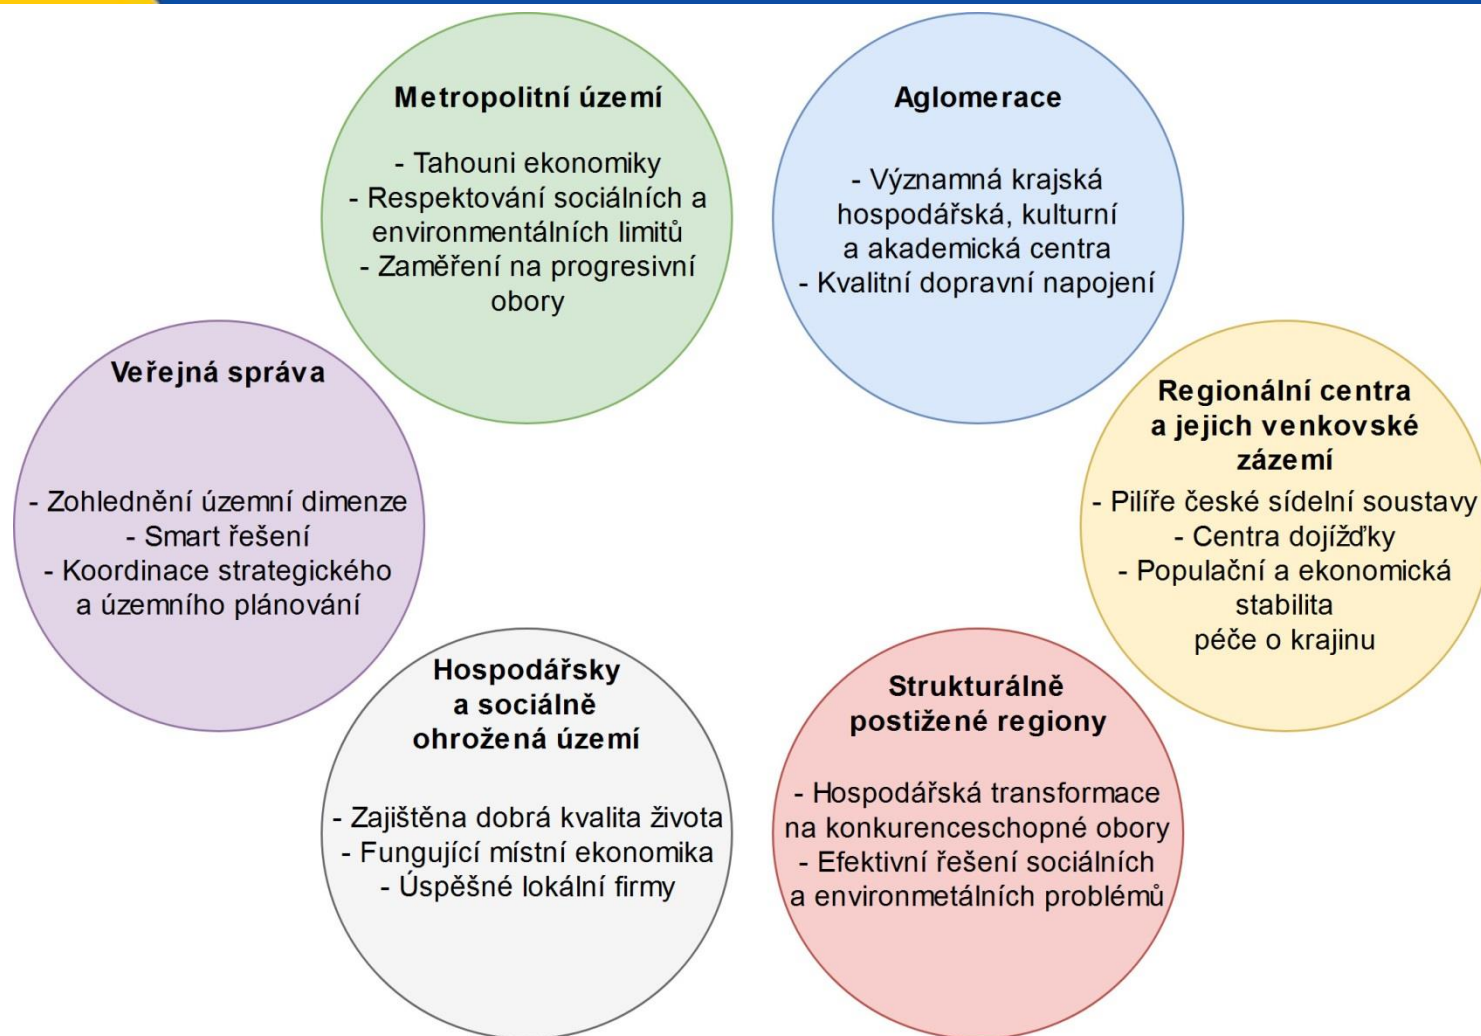 Metropolitní území
- Tahouni ekonomiky
- Respektování sociálních a
environmentálních limitů
- Zaměření na progresivní
obory
Aglomerace
- Významná krajská
hospodářská, kulturní
a akademická centra
- Kvalitní dopravní napojení
Veřejná správa
- Zohlednění územní dimenze
- Smart řešení
- Koordinace strategického
a územního plánování
Regionální centra
a jejich venkovské
zázemí
- Pilíře české sídelní soustavy
- Centra dojížďky
- Populační a ekonomická
stabilita
péče o krajinu
Hospodářsky
a sociálně
ohrožená území
- Zajištěna dobrá kvalita života
- Fungující místní ekonomika
- Úspěšné lokální firmy
Strukturálně
postižené regiony
- Hospodářská transformace
na konkurenceschopné obory
- Efektivní řešení sociálních
a environmetálních problémů